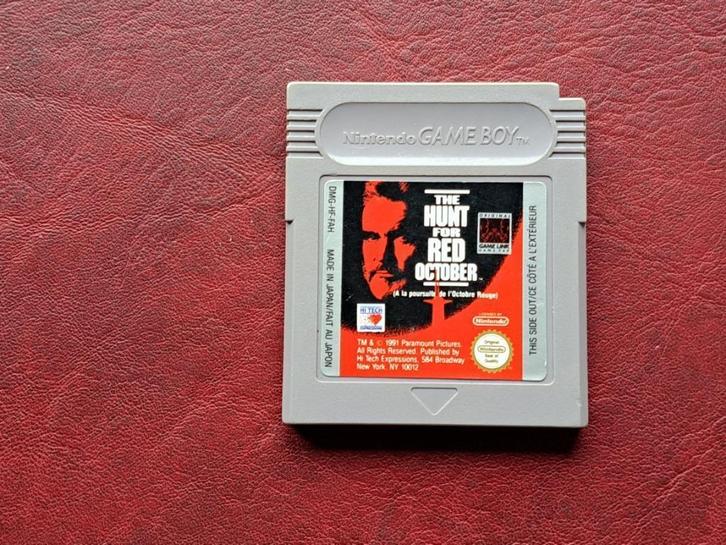 Nintendo GAME BOY TM
DMG-HF-FAH MADE IN JAPAN/FAIT AU JAPON
THE
HUNT
FOR
RED
OCTOBER™
(A la poursuite de l'Octobre Rouge)
ORIGINAL
GAME LINK
HI TECH
EXPRESSIONS
LICENSED BY
Nintendo
Original
Nintendo
Seal of
Quality
TM & © 1991 Paramount Pictures
All Rights Reserved. Published by
Hi Tech Expressions, 584 Broadway
New York, NY 10012
THIS SIDE OUT/CE CÔTÉ A L'EXTÉRIEUR